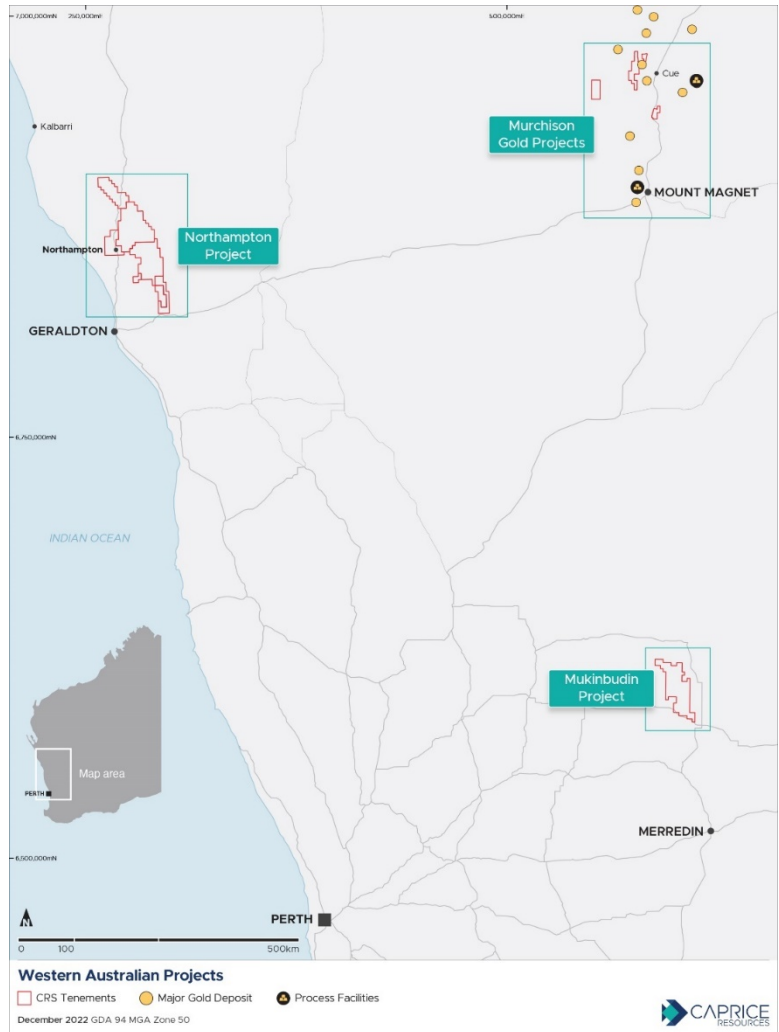 7,000,000mN
250,000mE
500,000mE
Cue
Kalbarri
Murchison
Gold Projects
MOUNT MAGNET
Northampton
Project
Northampton
GERALDTON
6,750,000mN
INDIAN OCEAN
Mukinbudin
Project
Map area
PERTH
MERREDIN
6,500,000mN
PERTH
N
0 100 500km
Western Australian Projects
CRS Tenements Major Gold Deposit Process Facilities
December 2022 GDA 94 MGA Zone 50
CAPRICE
RESOURCES